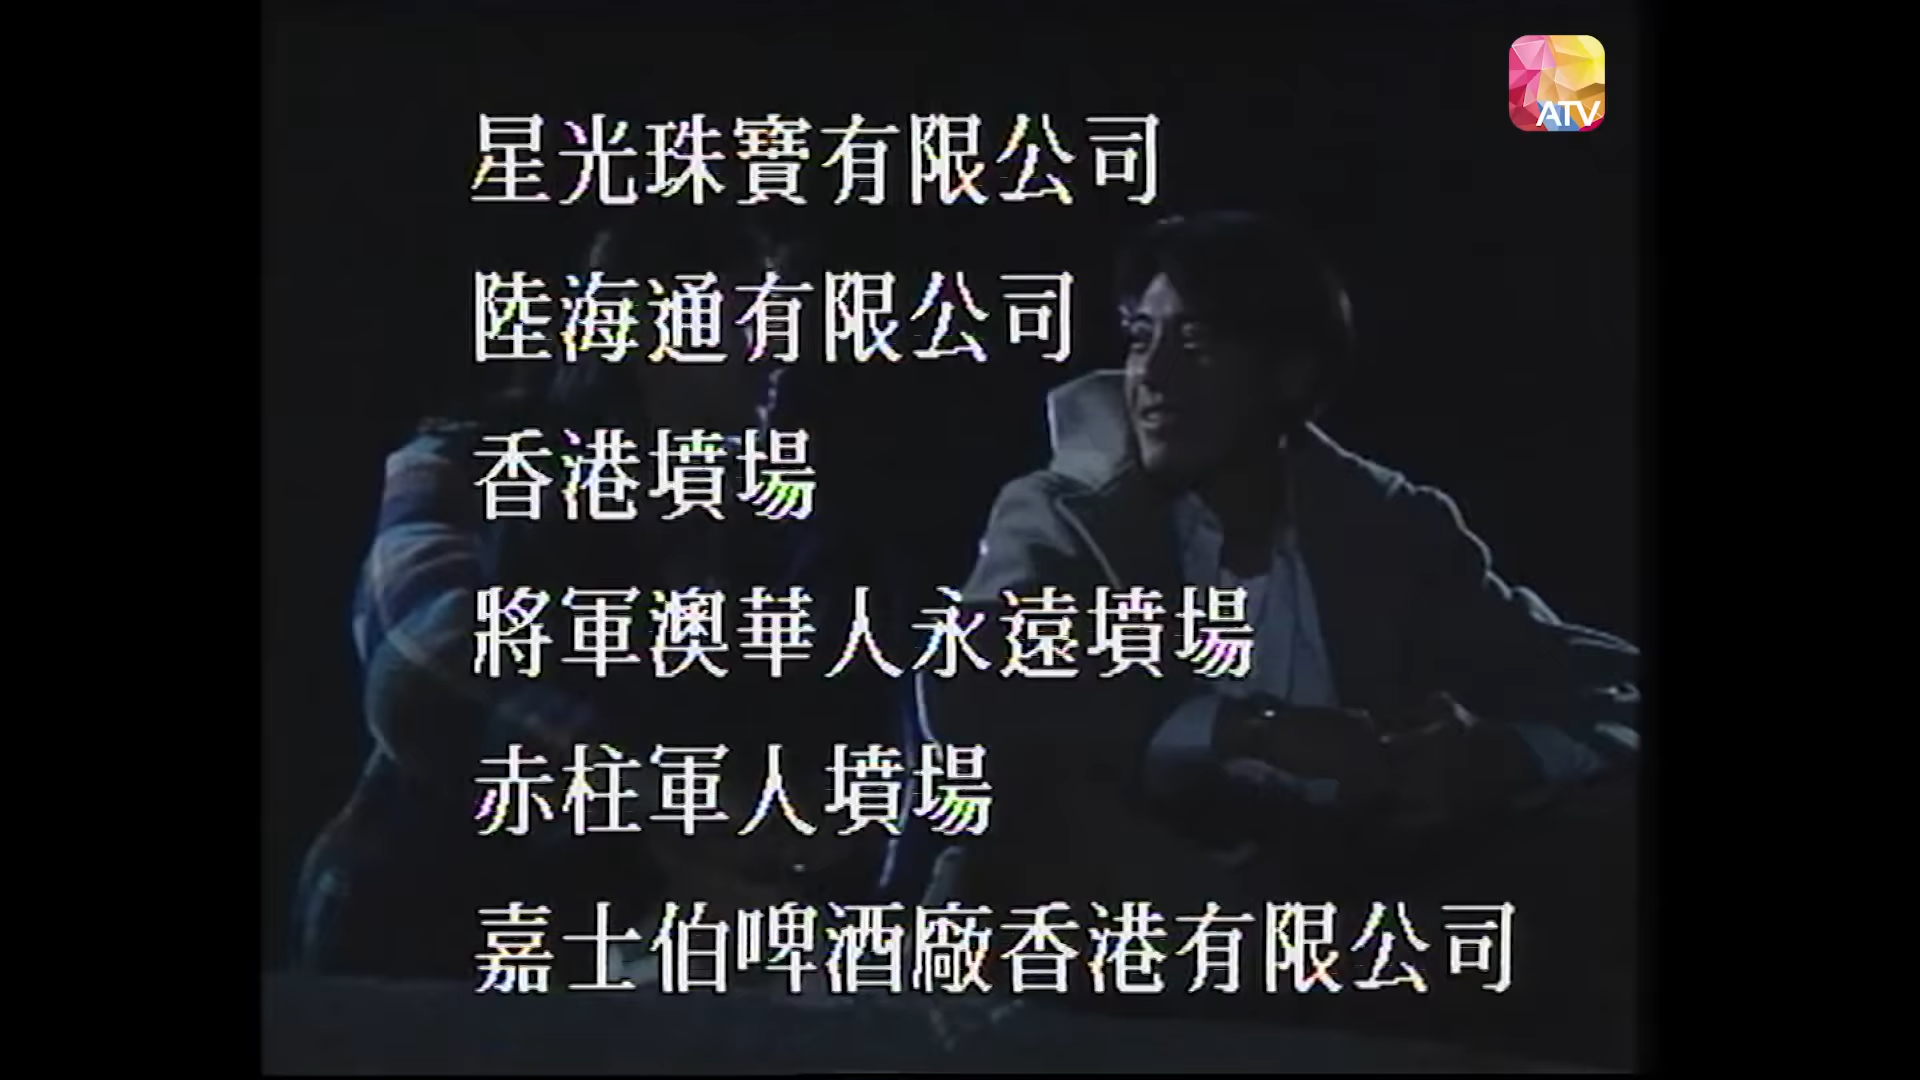 ATV
星光珠寶有限公司
陸海通有限公司
香港墳場
將軍澳華人永遠墳場
赤柱軍人墳場
嘉士伯啤酒廠香港有限公司